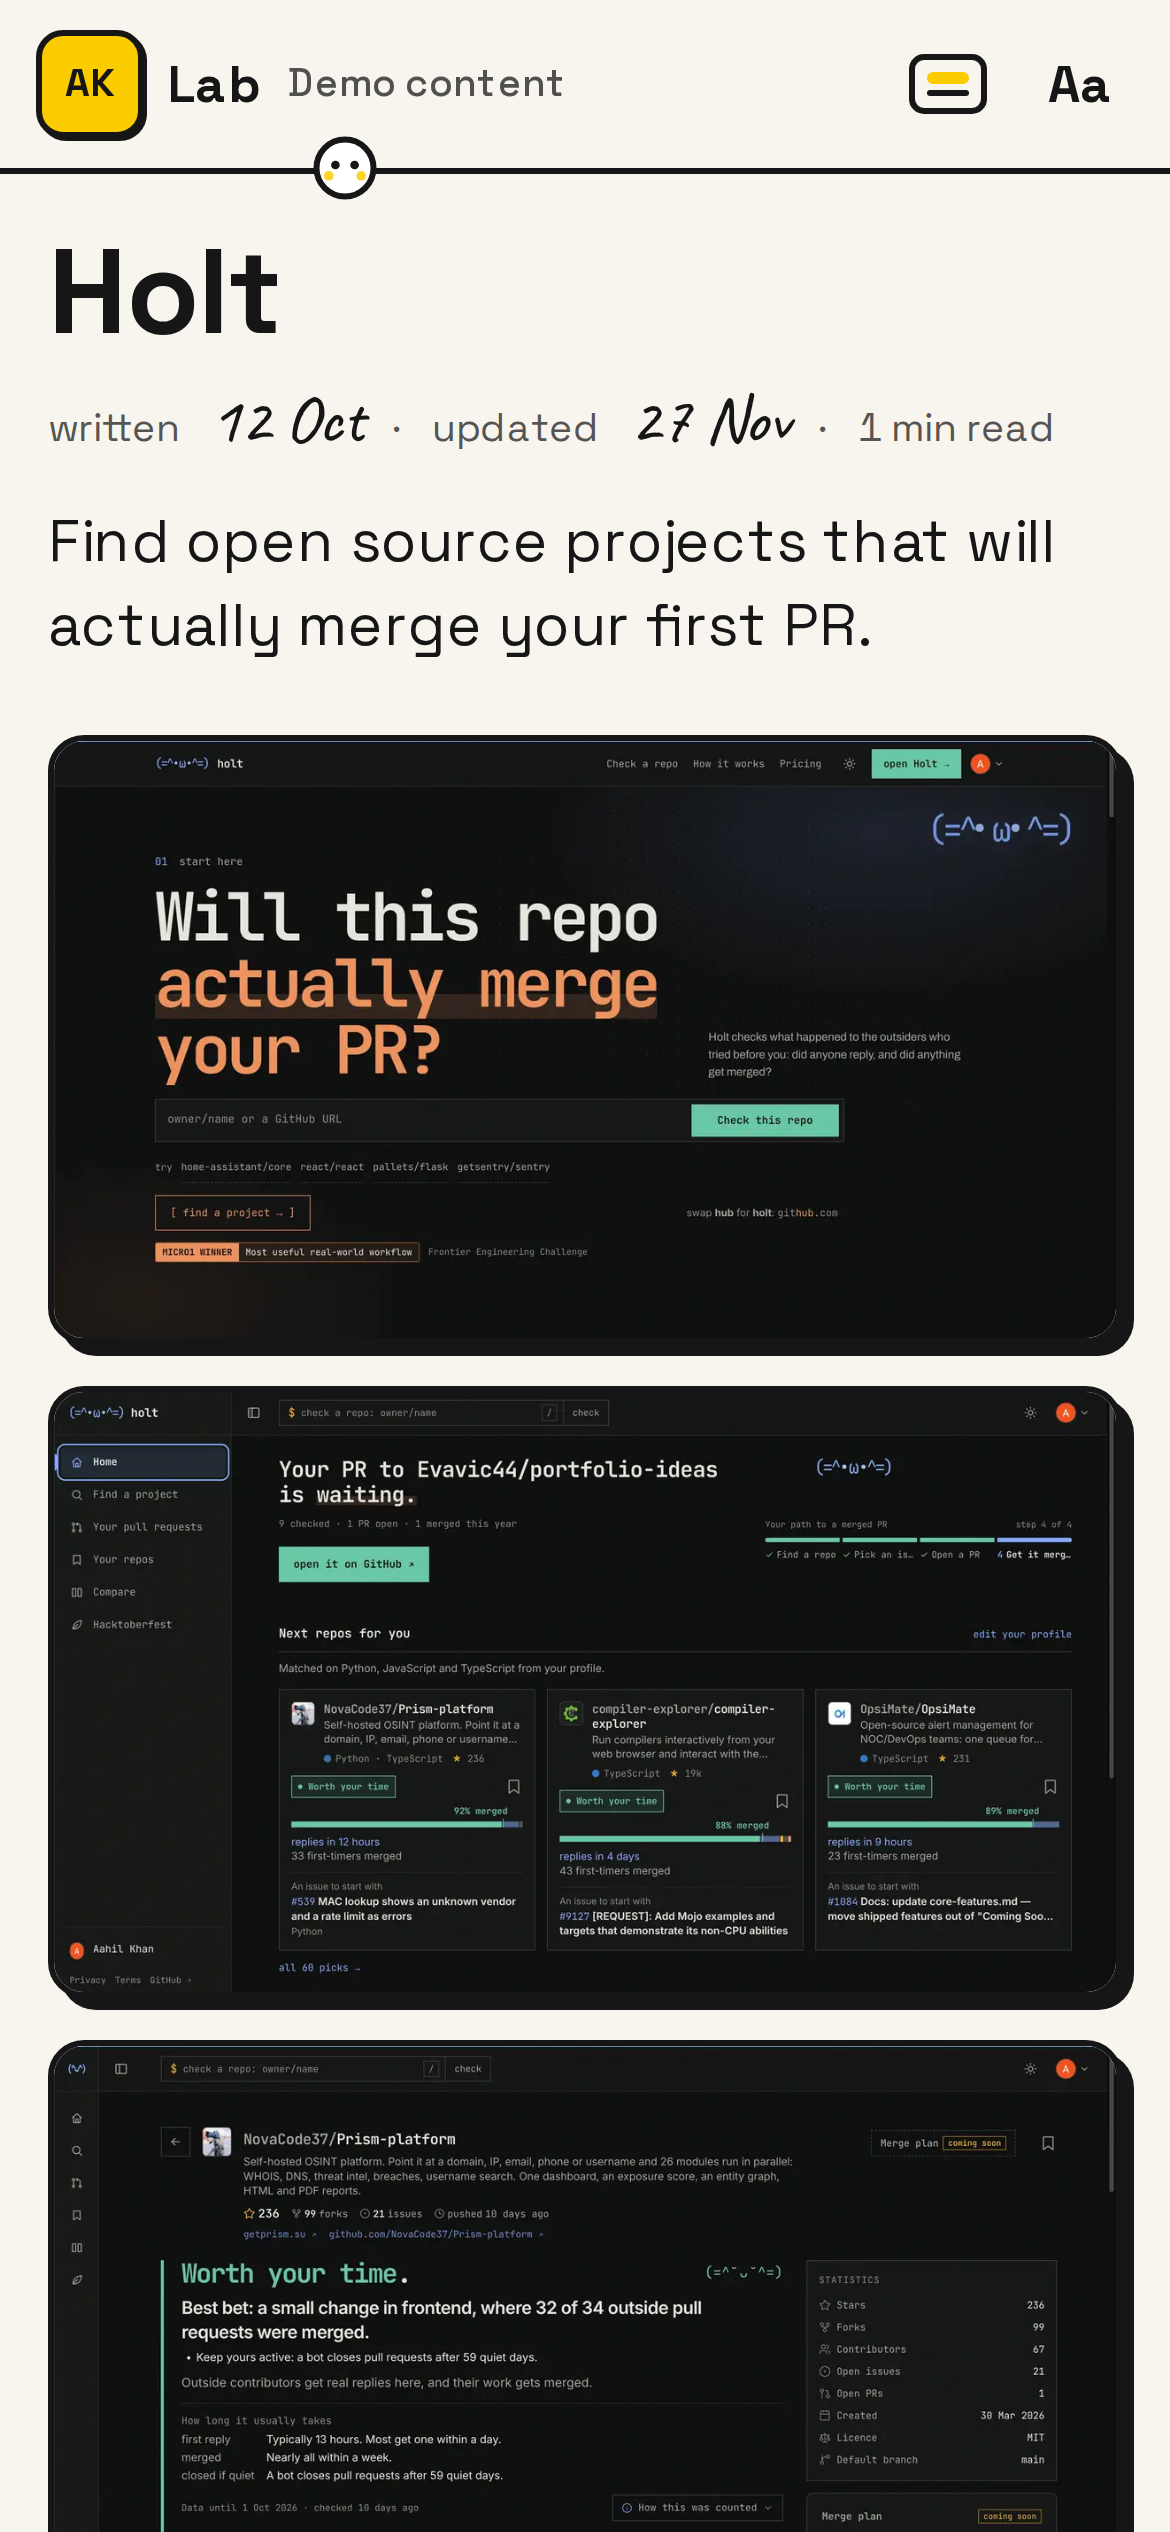 AK Lab Demo content Aa
Holt
written 12 Oct · updated 27 Nov · 1 min read
Find open source projects that will
actually merge your first PR.
(=^•ω•^=) holt Check a repo How it works Pricing open Holt → A
(=^• ω• ^=)
01 start here
Will this repo
actually merge
your PR?
Holt checks what happened to the outsiders who
tried before you: did anyone reply, and did anything
get merged?
owner/name or a GitHub URL Check this repo
try home-assistant/core react/react pallets/flask getsentry/sentry
[ find a project → ] swap hub for holt: github.com
MICRO1 WINNER Most useful real-world workflow Frontier Engineering Challenge
(=^•ω•^=) holt $ check a repo: owner/name / check A
Home
Find a project
Your pull requests
Your repos
Compare
Hacktoberfest
Your PR to Evavic44/portfolio-ideas (=^•ω•^=)
is waiting.
9 checked · 1 PR open · 1 merged this year
Your path to a merged PR step 4 of 4
✓ Find a repo ✓ Pick an is… ✓ Open a PR 4 Get it merg…
open it on GitHub ↗
Next repos for you edit your profile
Matched on Python, JavaScript and TypeScript from your profile.
NovaCode37/Prism-platform
Self-hosted OSINT platform. Point it at a
domain, IP, email, phone or username…
Python · TypeScript ★ 236
Worth your time
92% merged
replies in 12 hours
33 first-timers merged
An issue to start with
#539 MAC lookup shows an unknown vendor
and a rate limit as errors
Python
compiler-explorer/compiler-
explorer
Run compilers interactively from your
web browser and interact with the…
TypeScript ★ 19k
Worth your time
88% merged
replies in 4 days
43 first-timers merged
An issue to start with
#9127 [REQUEST]: Add Mojo examples and
targets that demonstrate its non-CPU abilities
OpsiMate/OpsiMate
Open-source alert management for
NOC/DevOps teams: one queue for…
TypeScript ★ 231
Worth your time
89% merged
replies in 9 hours
23 first-timers merged
An issue to start with
#1084 Docs: update core-features.md —
move shipped features out of "Coming Soo…
all 60 picks →
A Aahil Khan
Privacy Terms GitHub ↗
$ check a repo: owner/name / check A
← NovaCode37/Prism-platform Merge plan coming soon
Self-hosted OSINT platform. Point it at a domain, IP, email, phone or username and 26 modules run in parallel:
WHOIS, DNS, threat intel, breaches, username search. One dashboard, an exposure score, an entity graph,
HTML and PDF reports.
236 99 forks 21 issues pushed 10 days ago
getprism.su ↗ github.com/NovaCode37/Prism-platform ↗
Worth your time. (=^˘ᴗ˘^=)
Best bet: a small change in frontend, where 32 of 34 outside pull
requests were merged.
• Keep yours active: a bot closes pull requests after 59 quiet days.
Outside contributors get real replies here, and their work gets merged.
How long it usually takes
first reply Typically 13 hours. Most get one within a day.
merged Nearly all within a week.
closed if quiet A bot closes pull requests after 59 quiet days.
Data until 1 Oct 2026 · checked 10 days ago How this was counted
STATISTICS
Stars 236
Forks 99
Contributors 67
Open issues 21
Open PRs 1
Created 30 Mar 2026
Licence MIT
Default branch main
Merge plan coming soon